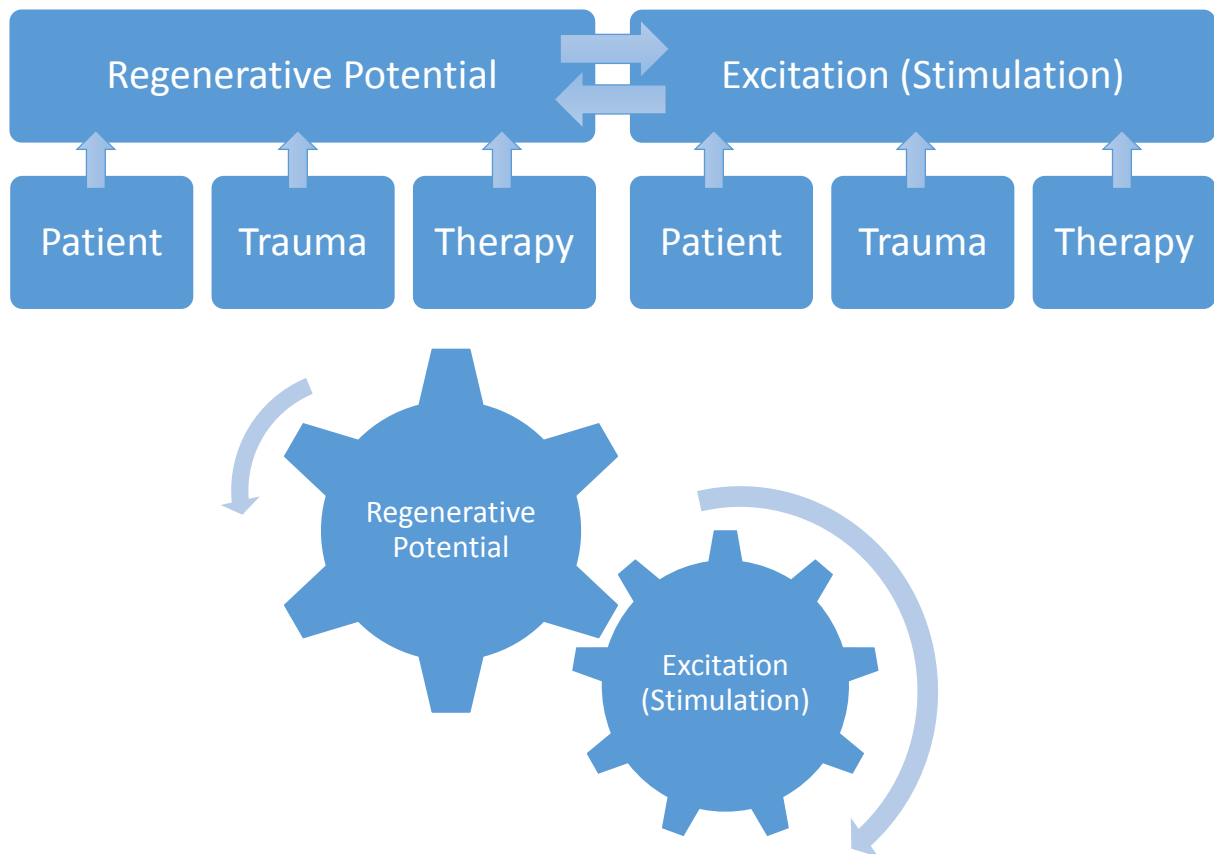 Regenerative Potential
Excitation (Stimulation)
Patient
Trauma
Therapy
Patient
Trauma
Therapy
Regenerative
Potential
Excitation
(Stimulation)